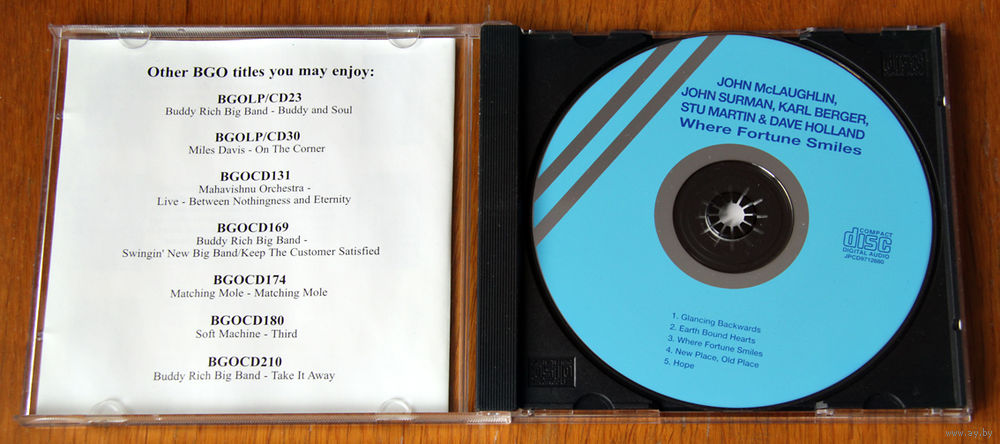 Other BGO titles you may enjoy:
BGOLP/CD23
Buddy Rich Big Band - Buddy and Soul
BGOLP/CD30
Miles Davis - On The Corner
BGOCD131
Mahavishnu Orchestra -
Live - Between Nothingness and Eternity
BGOCD169
Buddy Rich Big Band -
Swingin' New Big Band/Keep The Customer Satisfied
BGOCD174
Matching Mole - Matching Mole
BGOCD180
Soft Machine - Third
BGOCD210
Buddy Rich Big Band - Take It Away
JOHN McLAUGHLIN,
JOHN SURMAN, KARL BERGER,
STU MARTIN & DAVE HOLLAND
Where Fortune Smiles
COMPACT
disc
DIGITAL AUDIO
JPCD9712660
1. Glancing Backwards
2. Earth Bound Hearts
3. Where Fortune Smiles
4. New Place, Old Place
5. Hope
www.ay.by